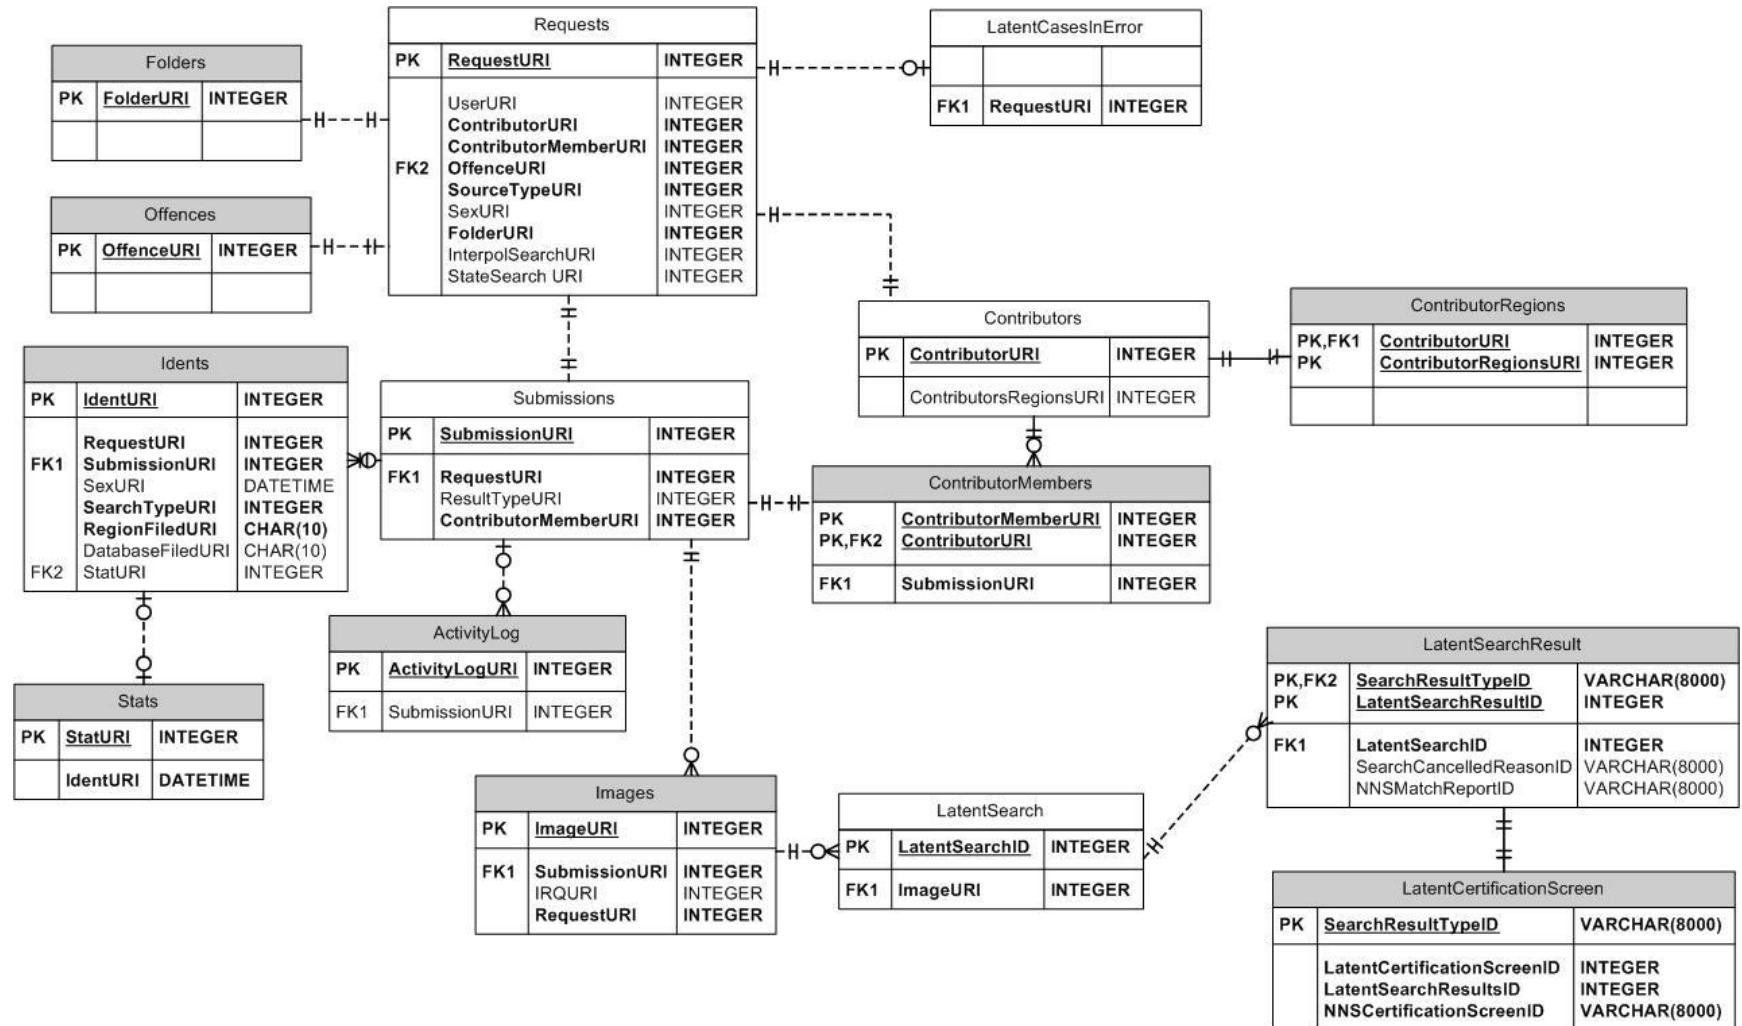 Requests
PK RequestURI INTEGER
UserURI INTEGER
ContributorURI INTEGER
ContributorMemberURI INTEGER
FK2 OffenceURI INTEGER
SourceTypeURI INTEGER
SexURI INTEGER
FolderURI INTEGER
InterpolSearchURI INTEGER
StateSearch URI INTEGER
LatentCasesInError
FK1 RequestURI INTEGER
Folders
PK FolderURI INTEGER
Offences
PK OffenceURI INTEGER
Contributors
PK ContributorURI INTEGER
ContributorsRegionsURI INTEGER
ContributorRegions
PK,FK1 ContributorURI INTEGER
PK ContributorRegionsURI INTEGER
Idents
PK IdentURI INTEGER
RequestURI INTEGER
FK1 SubmissionURI INTEGER
SexURI DATETIME
SearchTypeURI INTEGER
RegionFiledURI CHAR(10)
DatabaseFiledURI CHAR(10)
FK2 StatURI INTEGER
Submissions
PK SubmissionURI INTEGER
FK1 RequestURI INTEGER
ResultTypeURI INTEGER
ContributorMemberURI INTEGER
ContributorMembers
PK ContributorMemberURI INTEGER
PK,FK2 ContributorURI INTEGER
FK1 SubmissionURI INTEGER
ActivityLog
PK ActivityLogURI INTEGER
FK1 SubmissionURI INTEGER
Stats
PK StatURI INTEGER
IdentURI DATETIME
LatentSearchResult
PK,FK2 SearchResultTypeID VARCHAR(8000)
PK LatentSearchResultID INTEGER
FK1 LatentSearchID INTEGER
SearchCancelledReasonID VARCHAR(8000)
NNSMatchReportID VARCHAR(8000)
Images
PK ImageURI INTEGER
FK1 SubmissionURI INTEGER
IRQURI INTEGER
RequestURI INTEGER
LatentSearch
PK LatentSearchID INTEGER
FK1 ImageURI INTEGER
LatentCertificationScreen
PK SearchResultTypeID VARCHAR(8000)
LatentCertificationScreenID INTEGER
LatentSearchResultsID INTEGER
NNSCertificationScreenID VARCHAR(8000)